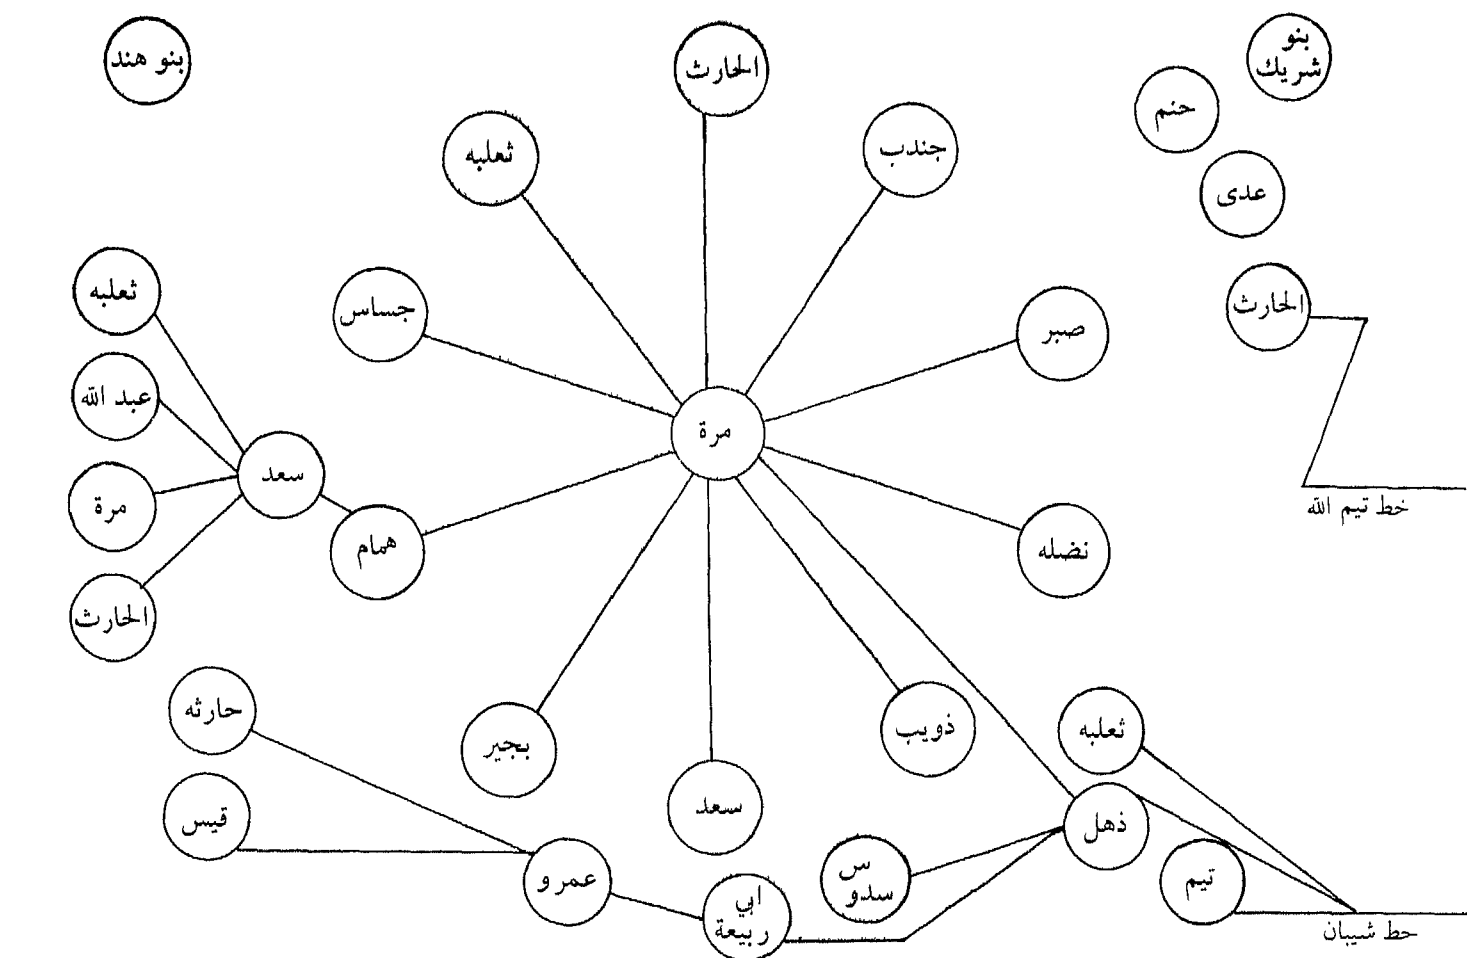 بنو هند
الحارث
بنو
شريك
حنم
جندب
ثعلبه
عدى
ثعلبه
جساس
صبر
الحارث
عبد الله
مرة
سعد
مرة
خط تيم الله
همام
نضله
الحارث
حارثه
بجير
ذويب
ثعلبه
قيس
سعد
ذهل
عمرو
س
سدو
تيم
ابي
ربيعة
حط شيبان